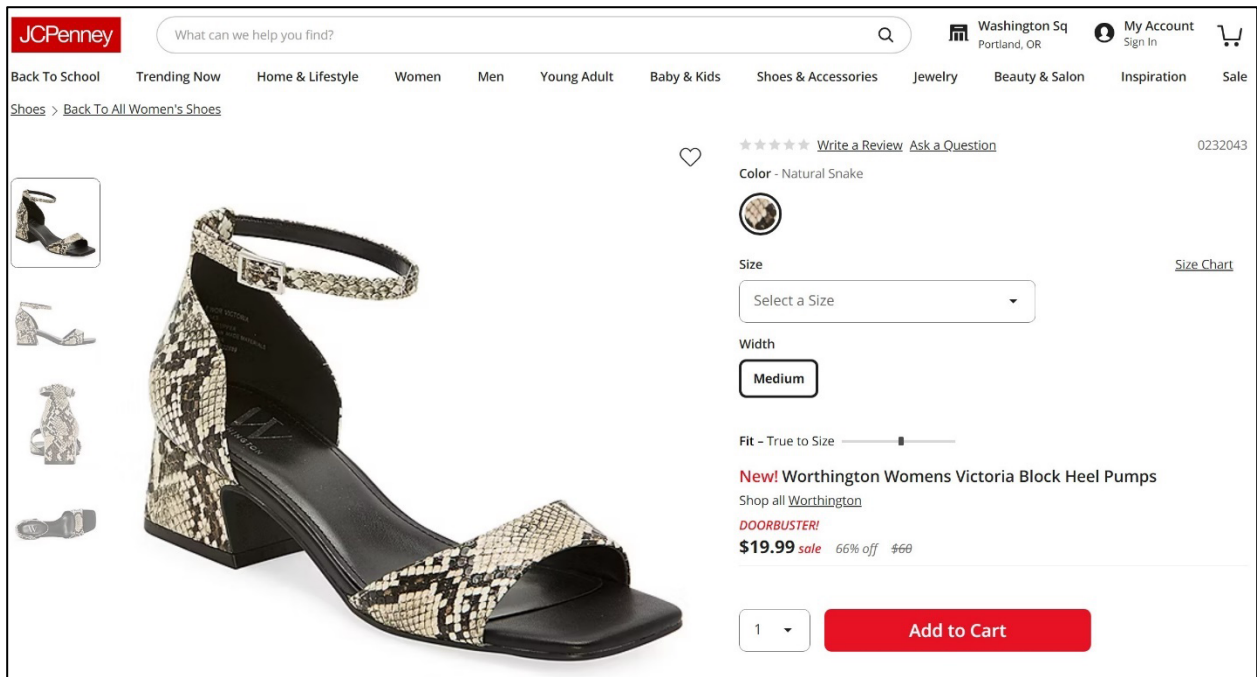 JCPenney
What can we help you find?
Washington Sq
Portland, OR
My Account
Sign In
Back To School Trending Now Home & Lifestyle Women Men Young Adult Baby & Kids Shoes & Accessories Jewelry Beauty & Salon Inspiration Sale
Shoes > Back To All Women's Shoes
Write a Review Ask a Question 0232043
Color - Natural Snake
Size Size Chart
Select a Size
Width
Medium
Fit – True to Size
New! Worthington Womens Victoria Block Heel Pumps
Shop all Worthington
DOORBUSTER!
$19.99 sale 66% off $60
1 Add to Cart
VICTORIA
MATERIALS
W